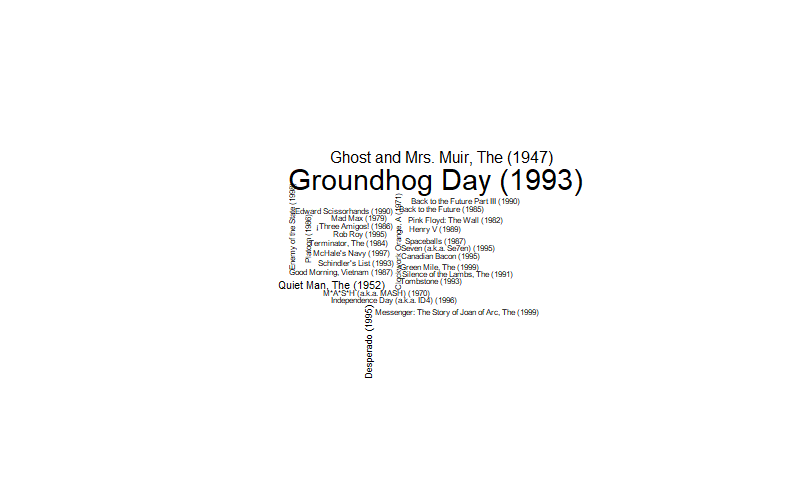 Ghost and Mrs. Muir, The (1947)
Groundhog Day (1993)
Back to the Future Part III (1990)
Back to the Future (1985)
Edward Scissorhands (1990)
Mad Max (1979)
Pink Floyd: The Wall (1982)
¡Three Amigos! (1986)
Henry V (1989)
Rob Roy (1995)
Spaceballs (1987)
Terminator, The (1984)
Seven (a.k.a. Se7en) (1995)
McHale's Navy (1997)
Canadian Bacon (1995)
Schindler's List (1993)
Green Mile, The (1999)
Good Morning, Vietnam (1987)
Silence of the Lambs, The (1991)
Tombstone (1993)
Quiet Man, The (1952)
M*A*S*H (a.k.a. MASH) (1970)
Independence Day (a.k.a. ID4) (1996)
Messenger: The Story of Joan of Arc, The (1999)
Enemy of the State (1998)
Platoon (1986)
Clockwork Orange, A (1971)
Desperado (1995)